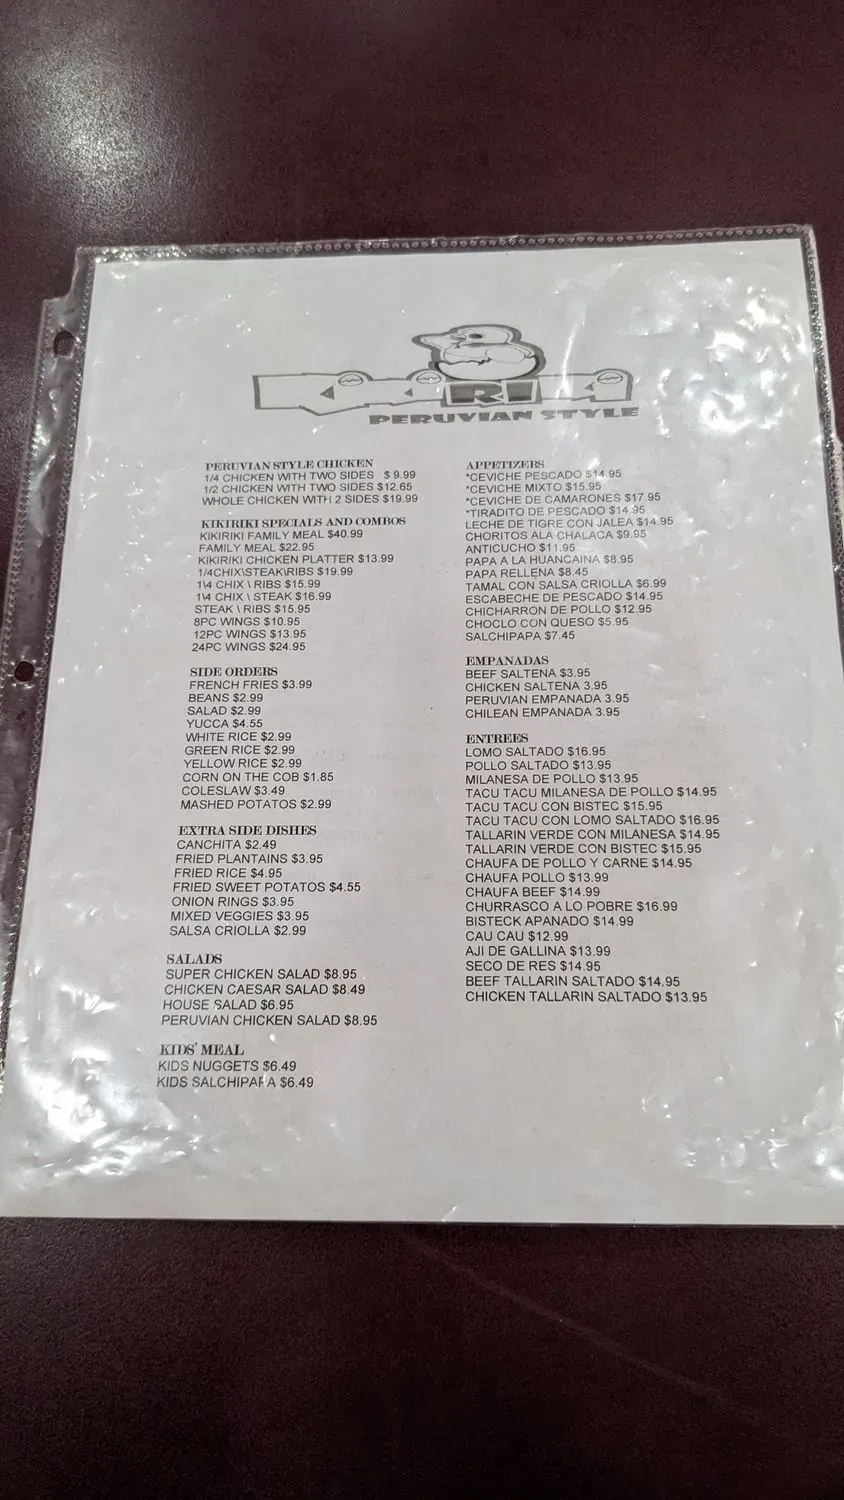 KIKIRIKI
PERUVIAN STYLE
PERUVIAN STYLE CHICKEN
1/4 CHICKEN WITH TWO SIDES $ 9.99
1/2 CHICKEN WITH TWO SIDES $12.65
WHOLE CHICKEN WITH 2 SIDES $19.99
KIKIRIKI SPECIALS AND COMBOS
KIKIRIKI FAMILY MEAL $40.99
FAMILY MEAL $22.95
KIKIRIKI CHICKEN PLATTER $13.99
1/4CHIX\STEAK\RIBS $19.99
1\4 CHIX \ RIBS $15.99
1\4 CHIX \ STEAK $16.99
STEAK \ RIBS $15.95
8PC WINGS $10.95
12PC WINGS $13.95
24PC WINGS $24.95
SIDE ORDERS
FRENCH FRIES $3.99
BEANS $2.99
SALAD $2.99
YUCCA $4.55
WHITE RICE $2.99
GREEN RICE $2.99
YELLOW RICE $2.99
CORN ON THE COB $1.85
COLESLAW $3.49
MASHED POTATOS $2.99
EXTRA SIDE DISHES
CANCHITA $2.49
FRIED PLANTAINS $3.95
FRIED RICE $4.95
FRIED SWEET POTATOS $4.55
ONION RINGS $3.95
MIXED VEGGIES $3.95
SALSA CRIOLLA $2.99
SALADS
SUPER CHICKEN SALAD $8.95
CHICKEN CAESAR SALAD $8.49
HOUSE SALAD $6.95
PERUVIAN CHICKEN SALAD $8.95
KIDS' MEAL
KIDS NUGGETS $6.49
KIDS SALCHIPAPA $6.49
APPETIZERS
*CEVICHE PESCADO $14.95
*CEVICHE MIXTO $15.95
*CEVICHE DE CAMARONES $17.95
*TIRADITO DE PESCADO $14.95
LECHE DE TIGRE CON JALEA $14.95
CHORITOS ALA CHALACA $9.95
ANTICUCHO $11.95
PAPA A LA HUANCAINA $8.95
PAPA RELLENA $8.45
TAMAL CON SALSA CRIOLLA $6.99
ESCABECHE DE PESCADO $14.95
CHICHARRON DE POLLO $12.95
CHOCLO CON QUESO $5.95
SALCHIPAPA $7.45
EMPANADAS
BEEF SALTENA $3.95
CHICKEN SALTENA 3.95
PERUVIAN EMPANADA 3.95
CHILEAN EMPANADA 3.95
ENTREES
LOMO SALTADO $16.95
POLLO SALTADO $13.95
MILANESA DE POLLO $13.95
TACU TACU MILANESA DE POLLO $14.95
TACU TACU CON BISTEC $15.95
TACU TACU CON LOMO SALTADO $16.95
TALLARIN VERDE CON MILANESA $14.95
TALLARIN VERDE CON BISTEC $15.95
CHAUFA DE POLLO Y CARNE $14.95
CHAUFA POLLO $13.99
CHAUFA BEEF $14.99
CHURRASCO A LO POBRE $16.99
BISTECK APANADO $14.99
CAU CAU $12.99
AJI DE GALLINA $13.99
SECO DE RES $14.95
BEEF TALLARIN SALTADO $14.95
CHICKEN TALLARIN SALTADO $13.95